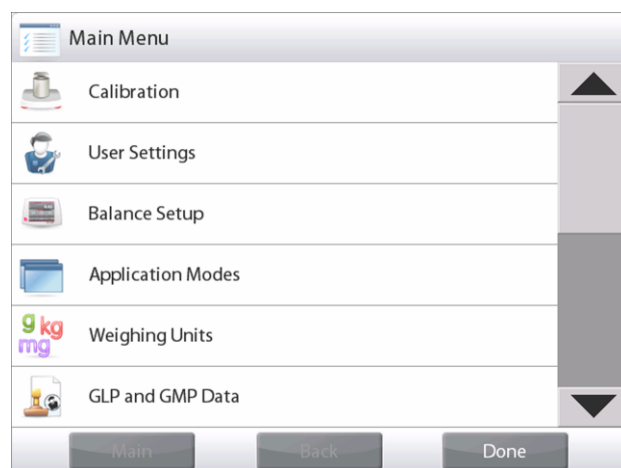 Main Menu
Calibration
User Settings
Balance Setup
Application Modes
g kg
mg
Weighing Units
GLP and GMP Data
Main
Back
Done